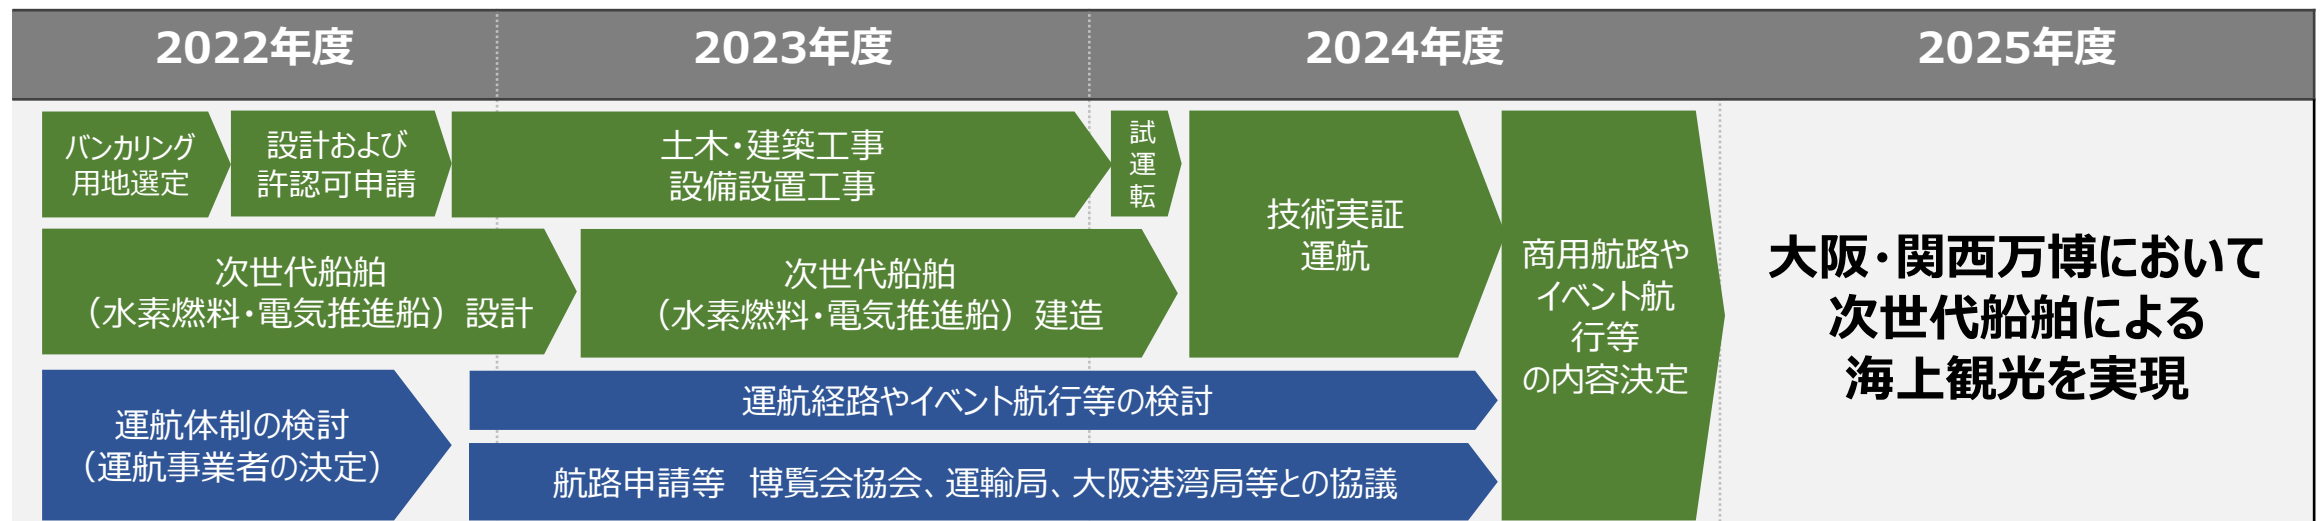 2022年度
2023年度
2024年度
2025年度
バンカリング
用地選定
設計および
許認可申請
土木・建築工事
設備設置工事
試
運
転
技術実証
運航
商用航路や
イベント航
行等
の内容決定
次世代船舶
（水素燃料・電気推進船）設計
次世代船舶
（水素燃料・電気推進船）建造
運航体制の検討
（運航事業者の決定）
運航経路やイベント航行等の検討
航路申請等　博覧会協会、運輸局、大阪港湾局等との協議
大阪・関西万博において
次世代船舶による
海上観光を実現